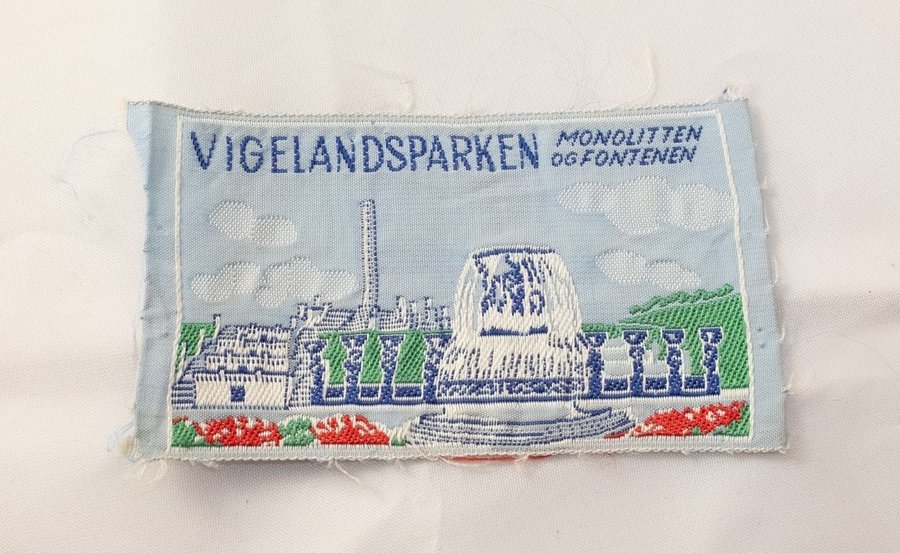 VIGELANDSPARKEN
MONOLITTEN
OG FONTENEN